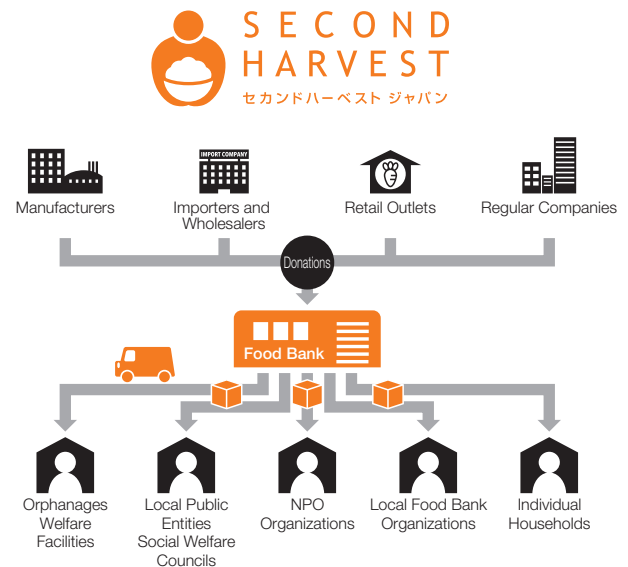 SECOND
HARVEST
セカンドハーベスト ジャパン
IMPORT COMPANY
Manufacturers
Importers and
Wholesalers
Retail Outlets
Regular Companies
Donations
Food Bank
Orphanages
Welfare
Facilities
Local Public
Entities
Social Welfare
Councils
NPO
Organizations
Local Food Bank
Organizations
Individual
Households